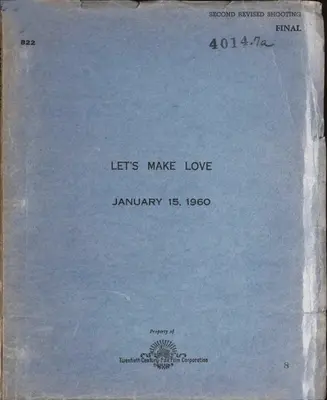 SECOND REVISED SHOOTING
FINAL
822
4014.7a
LET'S MAKE LOVE
JANUARY 15, 1960
Property of
Twentieth Century-Fox Film Corporation
8